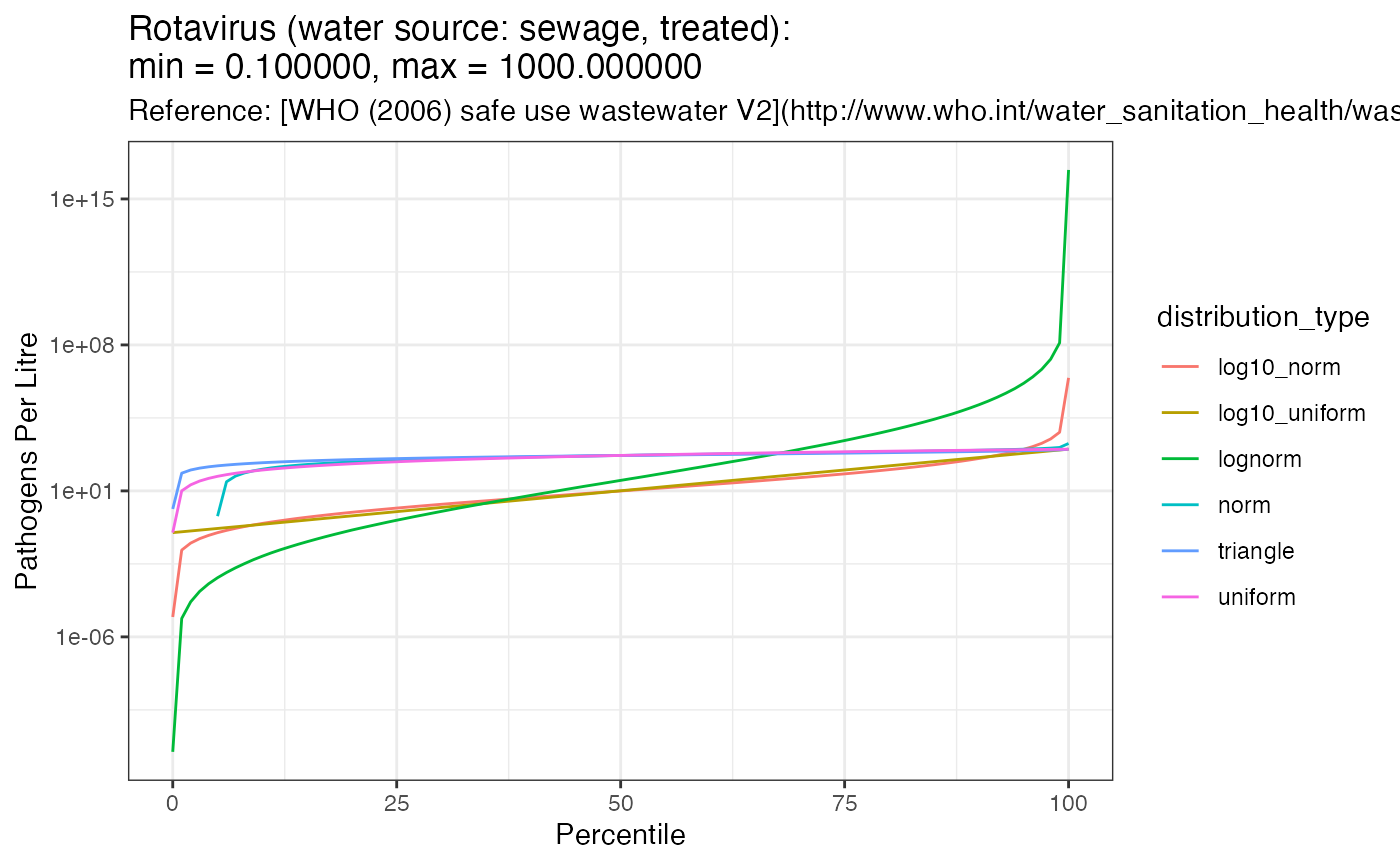 Rotavirus (water source: sewage, treated):
min = 0.100000, max = 1000.000000
Reference: [WHO (2006) safe use wastewater V2](http://www.who.int/water_sanitation_health/was
1e+15
1e+08
1e+01
1e-06
Pathogens Per Litre
0 25 50 75 100
Percentile
distribution_type
log10_norm
log10_uniform
lognorm
norm
triangle
uniform